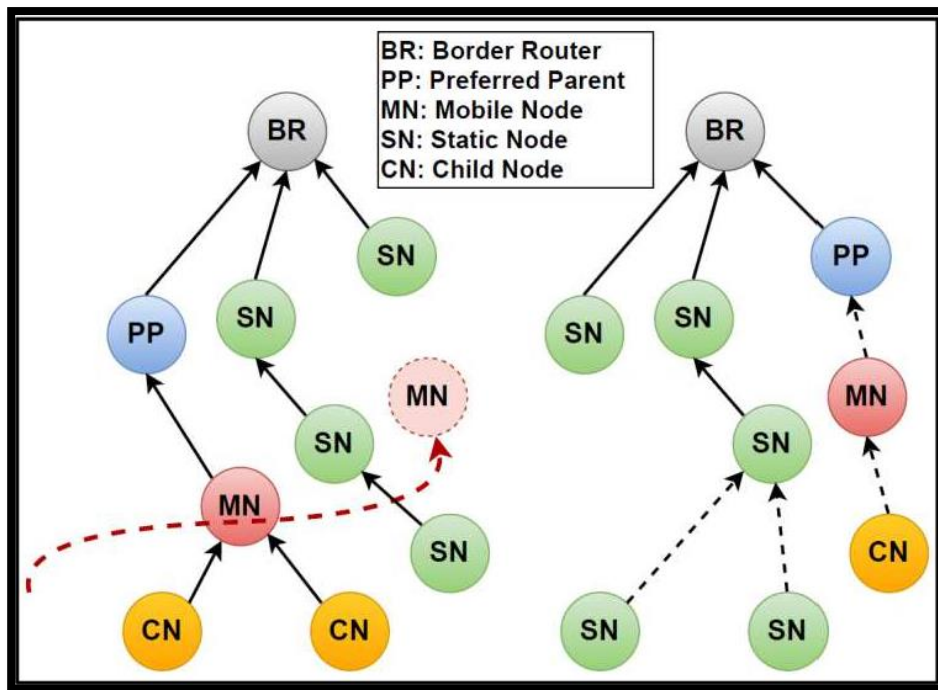 BR: Border Router
PP: Preferred Parent
MN: Mobile Node
SN: Static Node
CN: Child Node
BR
SN
SN
PP
MN
SN
MN
SN
CN
CN
BR
PP
SN
SN
MN
SN
CN
SN
SN